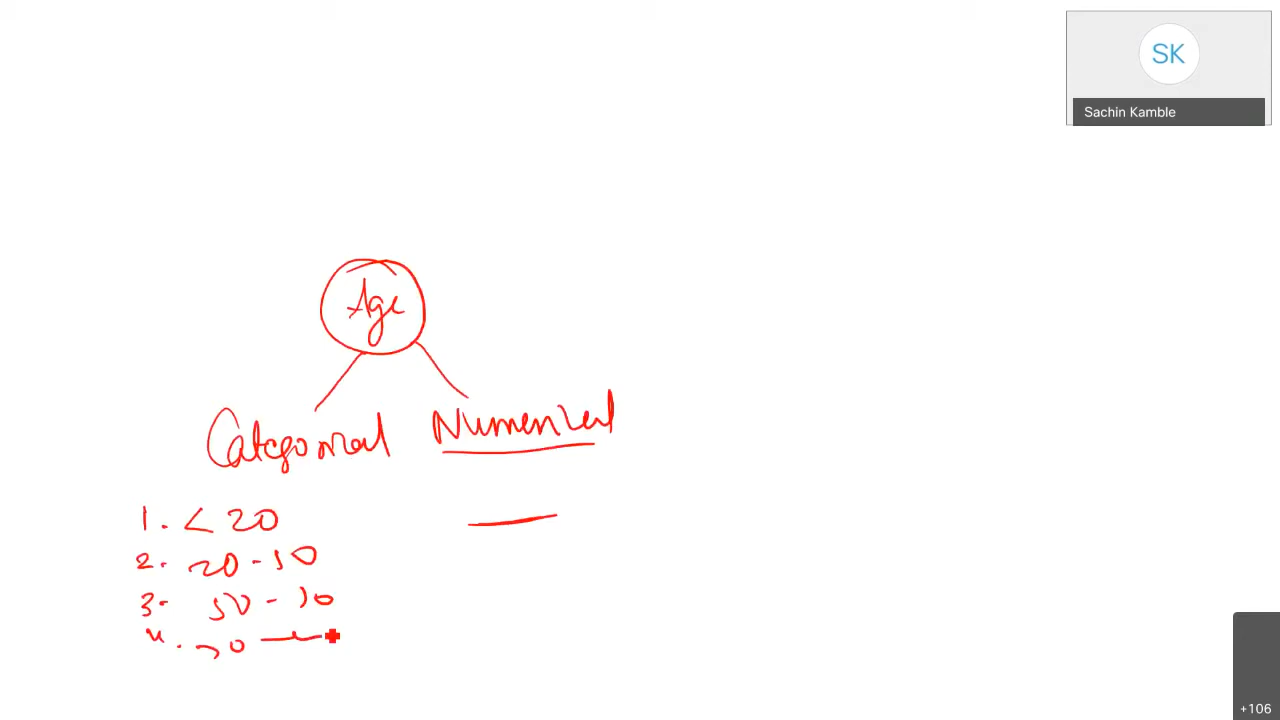 SK
Sachin Kamble
Age
Categorical Numerical
1. < 20
2. 20 - 50
3. 50 - 70
4. 70
+106